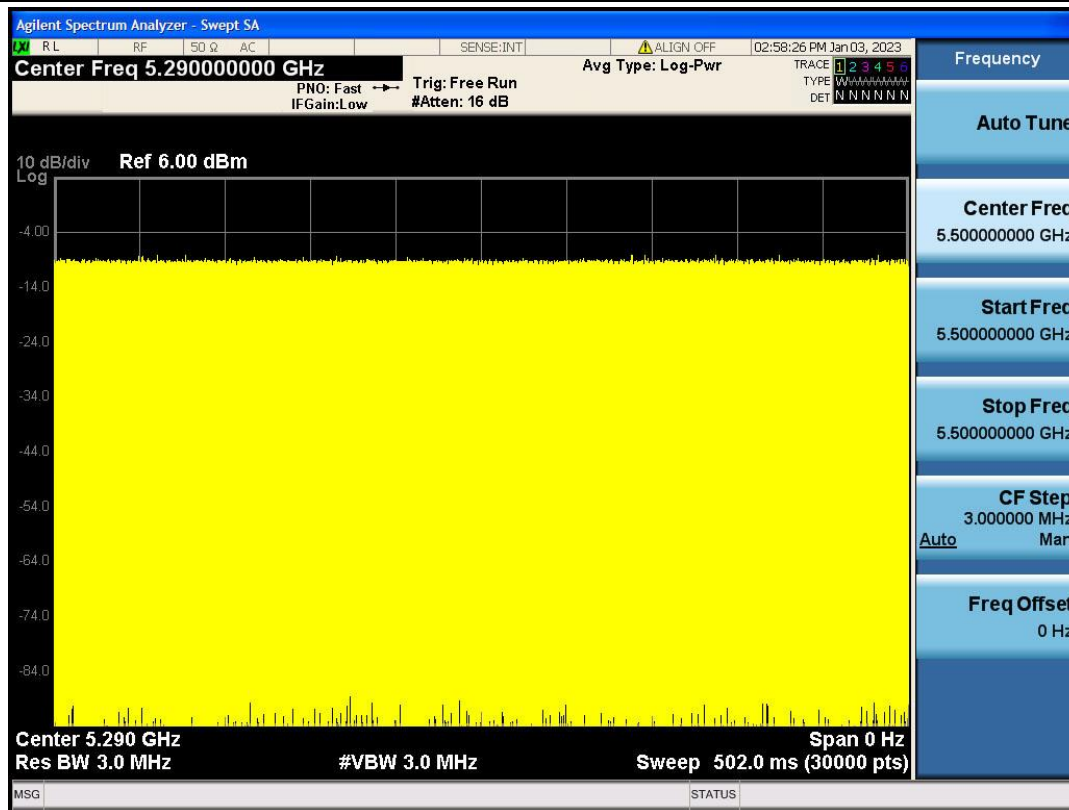 Agilent Spectrum Analyzer - Swept SA
LXI RL RF 50 Ω AC SENSE:INT ALIGN OFF 02:58:26 PM Jan 03, 2023
Center Freq 5.290000000 GHz
PNO: Fast
IFGain:Low
Trig: Free Run
#Atten: 16 dB
Avg Type: Log-Pwr
TRACE 1 2 3 4 5 6
TYPE
DET N N N N N N
10 dB/div Ref 6.00 dBm
Log
-4.00
-14.0
-24.0
-34.0
-44.0
-54.0
-64.0
-74.0
-84.0
Center 5.290 GHz Span 0 Hz
Res BW 3.0 MHz #VBW 3.0 MHz Sweep 502.0 ms (30000 pts)
MSG STATUS
Frequency
Auto Tune
Center Freq
5.500000000 GHz
Start Freq
5.500000000 GHz
Stop Freq
5.500000000 GHz
CF Step
3.000000 MHz
Auto Man
Freq Offset
0 Hz